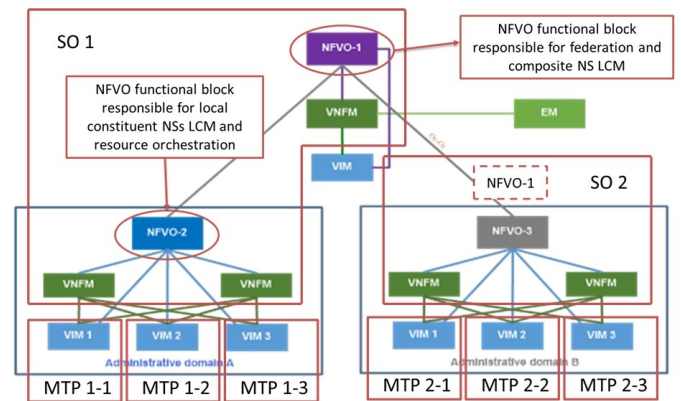 SO 1
NFVO-1
NFVO functional block
responsible for federation and
composite NS LCM
NFVO functional block
responsible for local
constituent NSs LCM and
resource orchestration
VNFM
EM
VIM
NFVO-1
SO 2
NFVO-2
NFVO-3
VNFM
VNFM
VNFM
VNFM
VIM 1
VIM 2
VIM 3
VIM 1
VIM 2
VIM 3
Administrative domain A
Administrative domain B
MTP 1-1
MTP 1-2
MTP 1-3
MTP 2-1
MTP 2-2
MTP 2-3